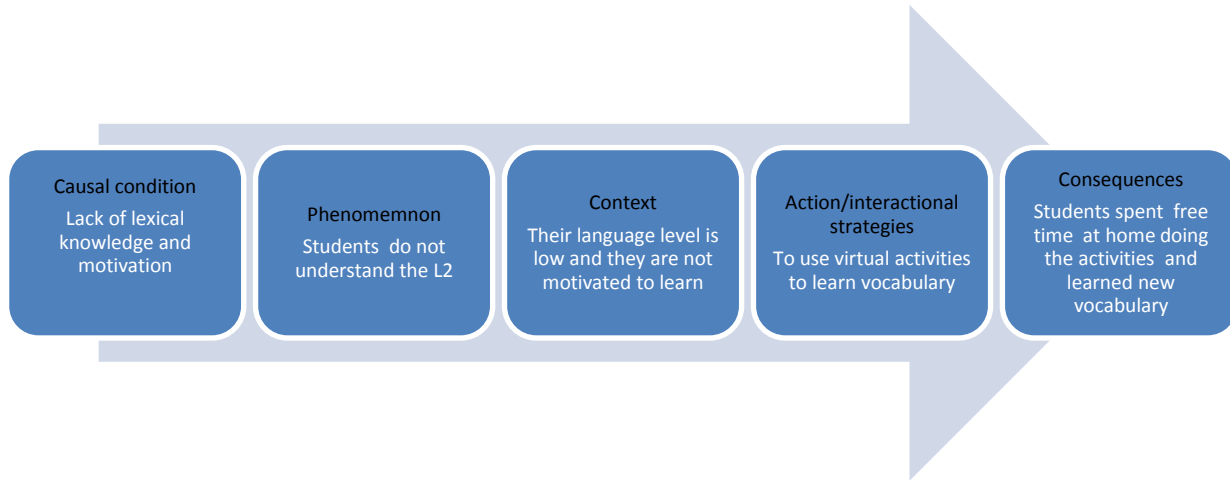 Causal condition
Lack of lexical
knowledge and
motivation
Phenomemnon
Students do not
understand the L2
Context
Their language level is
low and they are not
motivated to learn
Action/interactional
strategies
To use virtual activities
to learn vocabulary
Consequences
Students spent free
time at home doing
the activities and
learned new
vocabulary